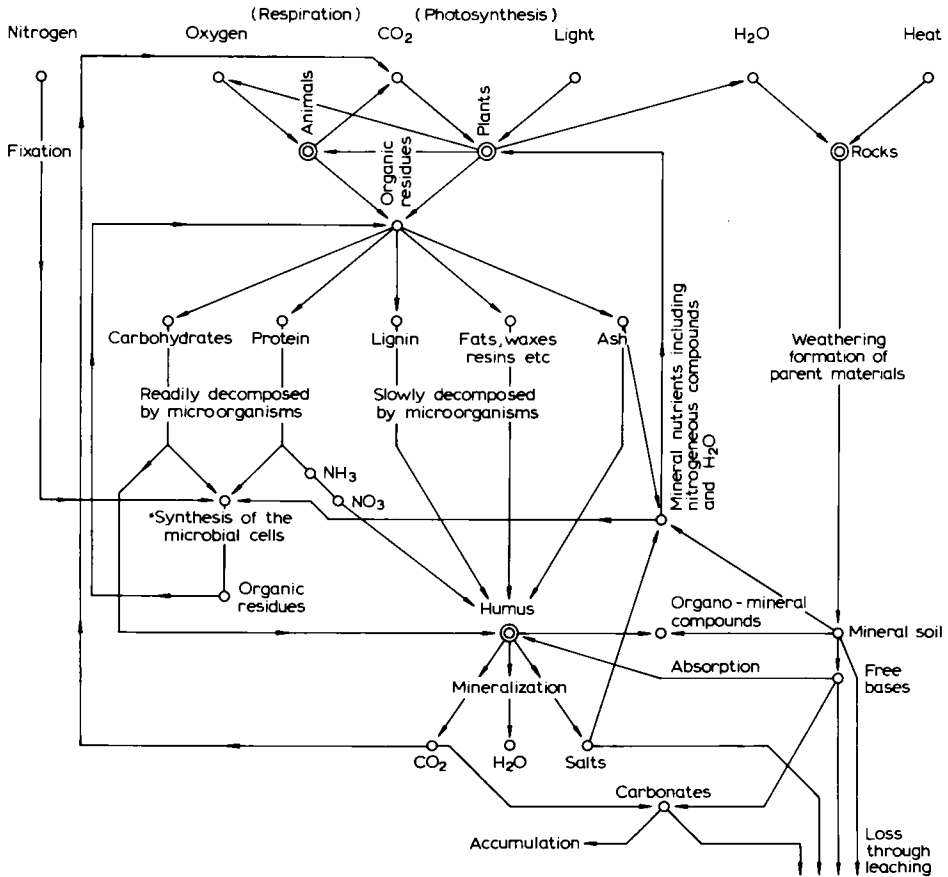 (Respiration) (Photosynthesis)
Nitrogen Oxygen CO₂ Light H₂O Heat
Animals
Plants
Fixation
Organic
residues
Rocks
Carbohydrates Protein Lignin Fats, waxes
resins etc
Ash
Mineral nutrients including
nitrogeneous compounds
and H₂O
Weathering
formation of
parent materials
Readily decomposed
by microorganisms
Slowly decomposed
by microorganisms
NH₃
NO₃
*Synthesis of the
microbial cells
Organic
residues
Humus
Organo-mineral
compounds
Mineral soil
Absorption
Free
bases
Mineralization
CO₂ H₂O Salts
Carbonates
Accumulation
Loss
through
leaching